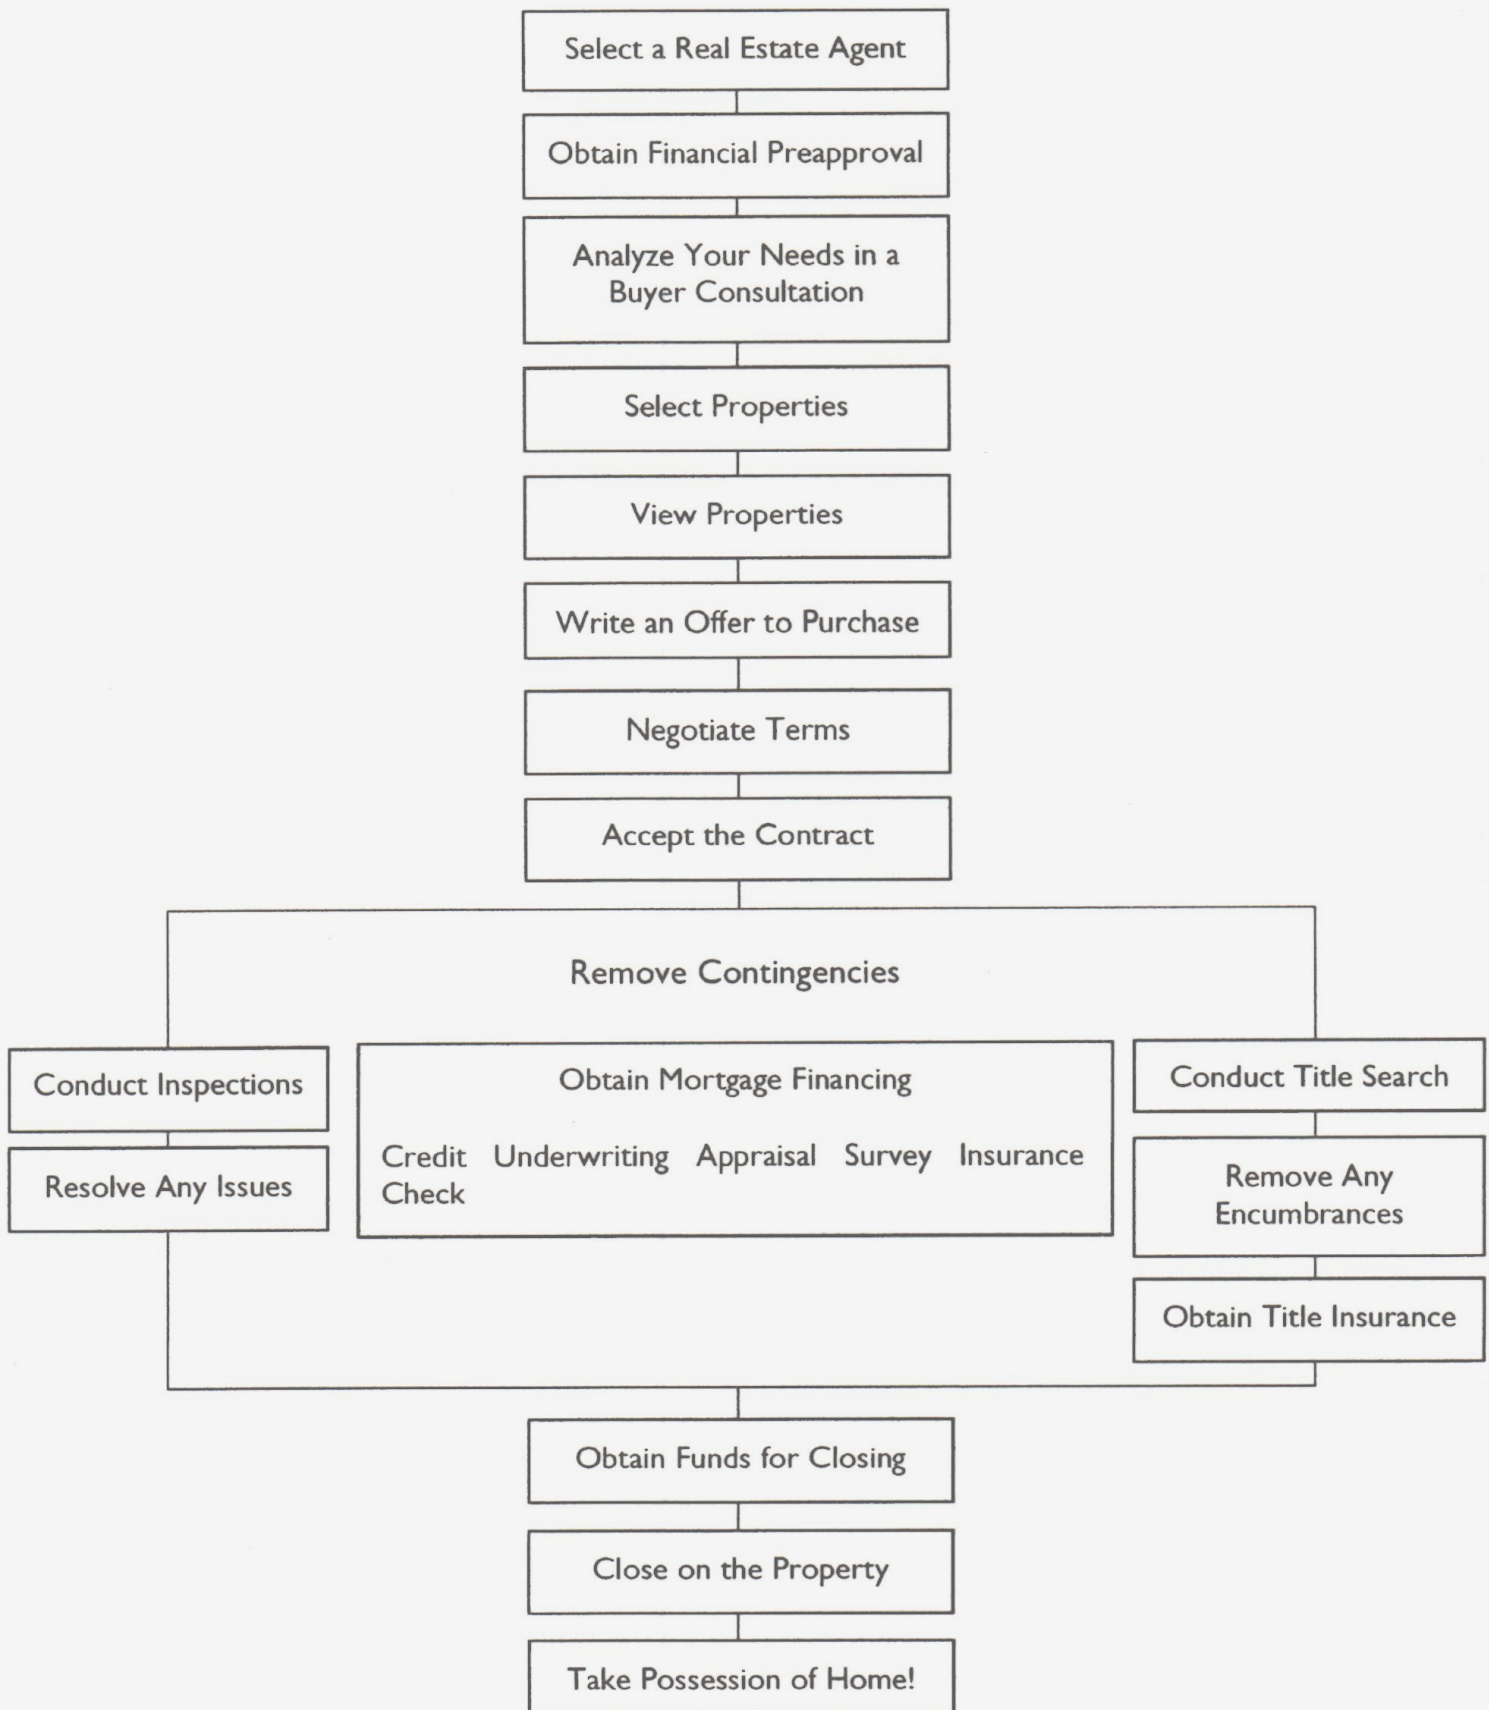 Select a Real Estate Agent
Obtain Financial Preapproval
Analyze Your Needs in a
Buyer Consultation
Select Properties
View Properties
Write an Offer to Purchase
Negotiate Terms
Accept the Contract
Remove Contingencies
Conduct Inspections
Resolve Any Issues
Obtain Mortgage Financing
Credit Underwriting Appraisal Survey Insurance
Check
Conduct Title Search
Remove Any
Encumbrances
Obtain Title Insurance
Obtain Funds for Closing
Close on the Property
Take Possession of Home!